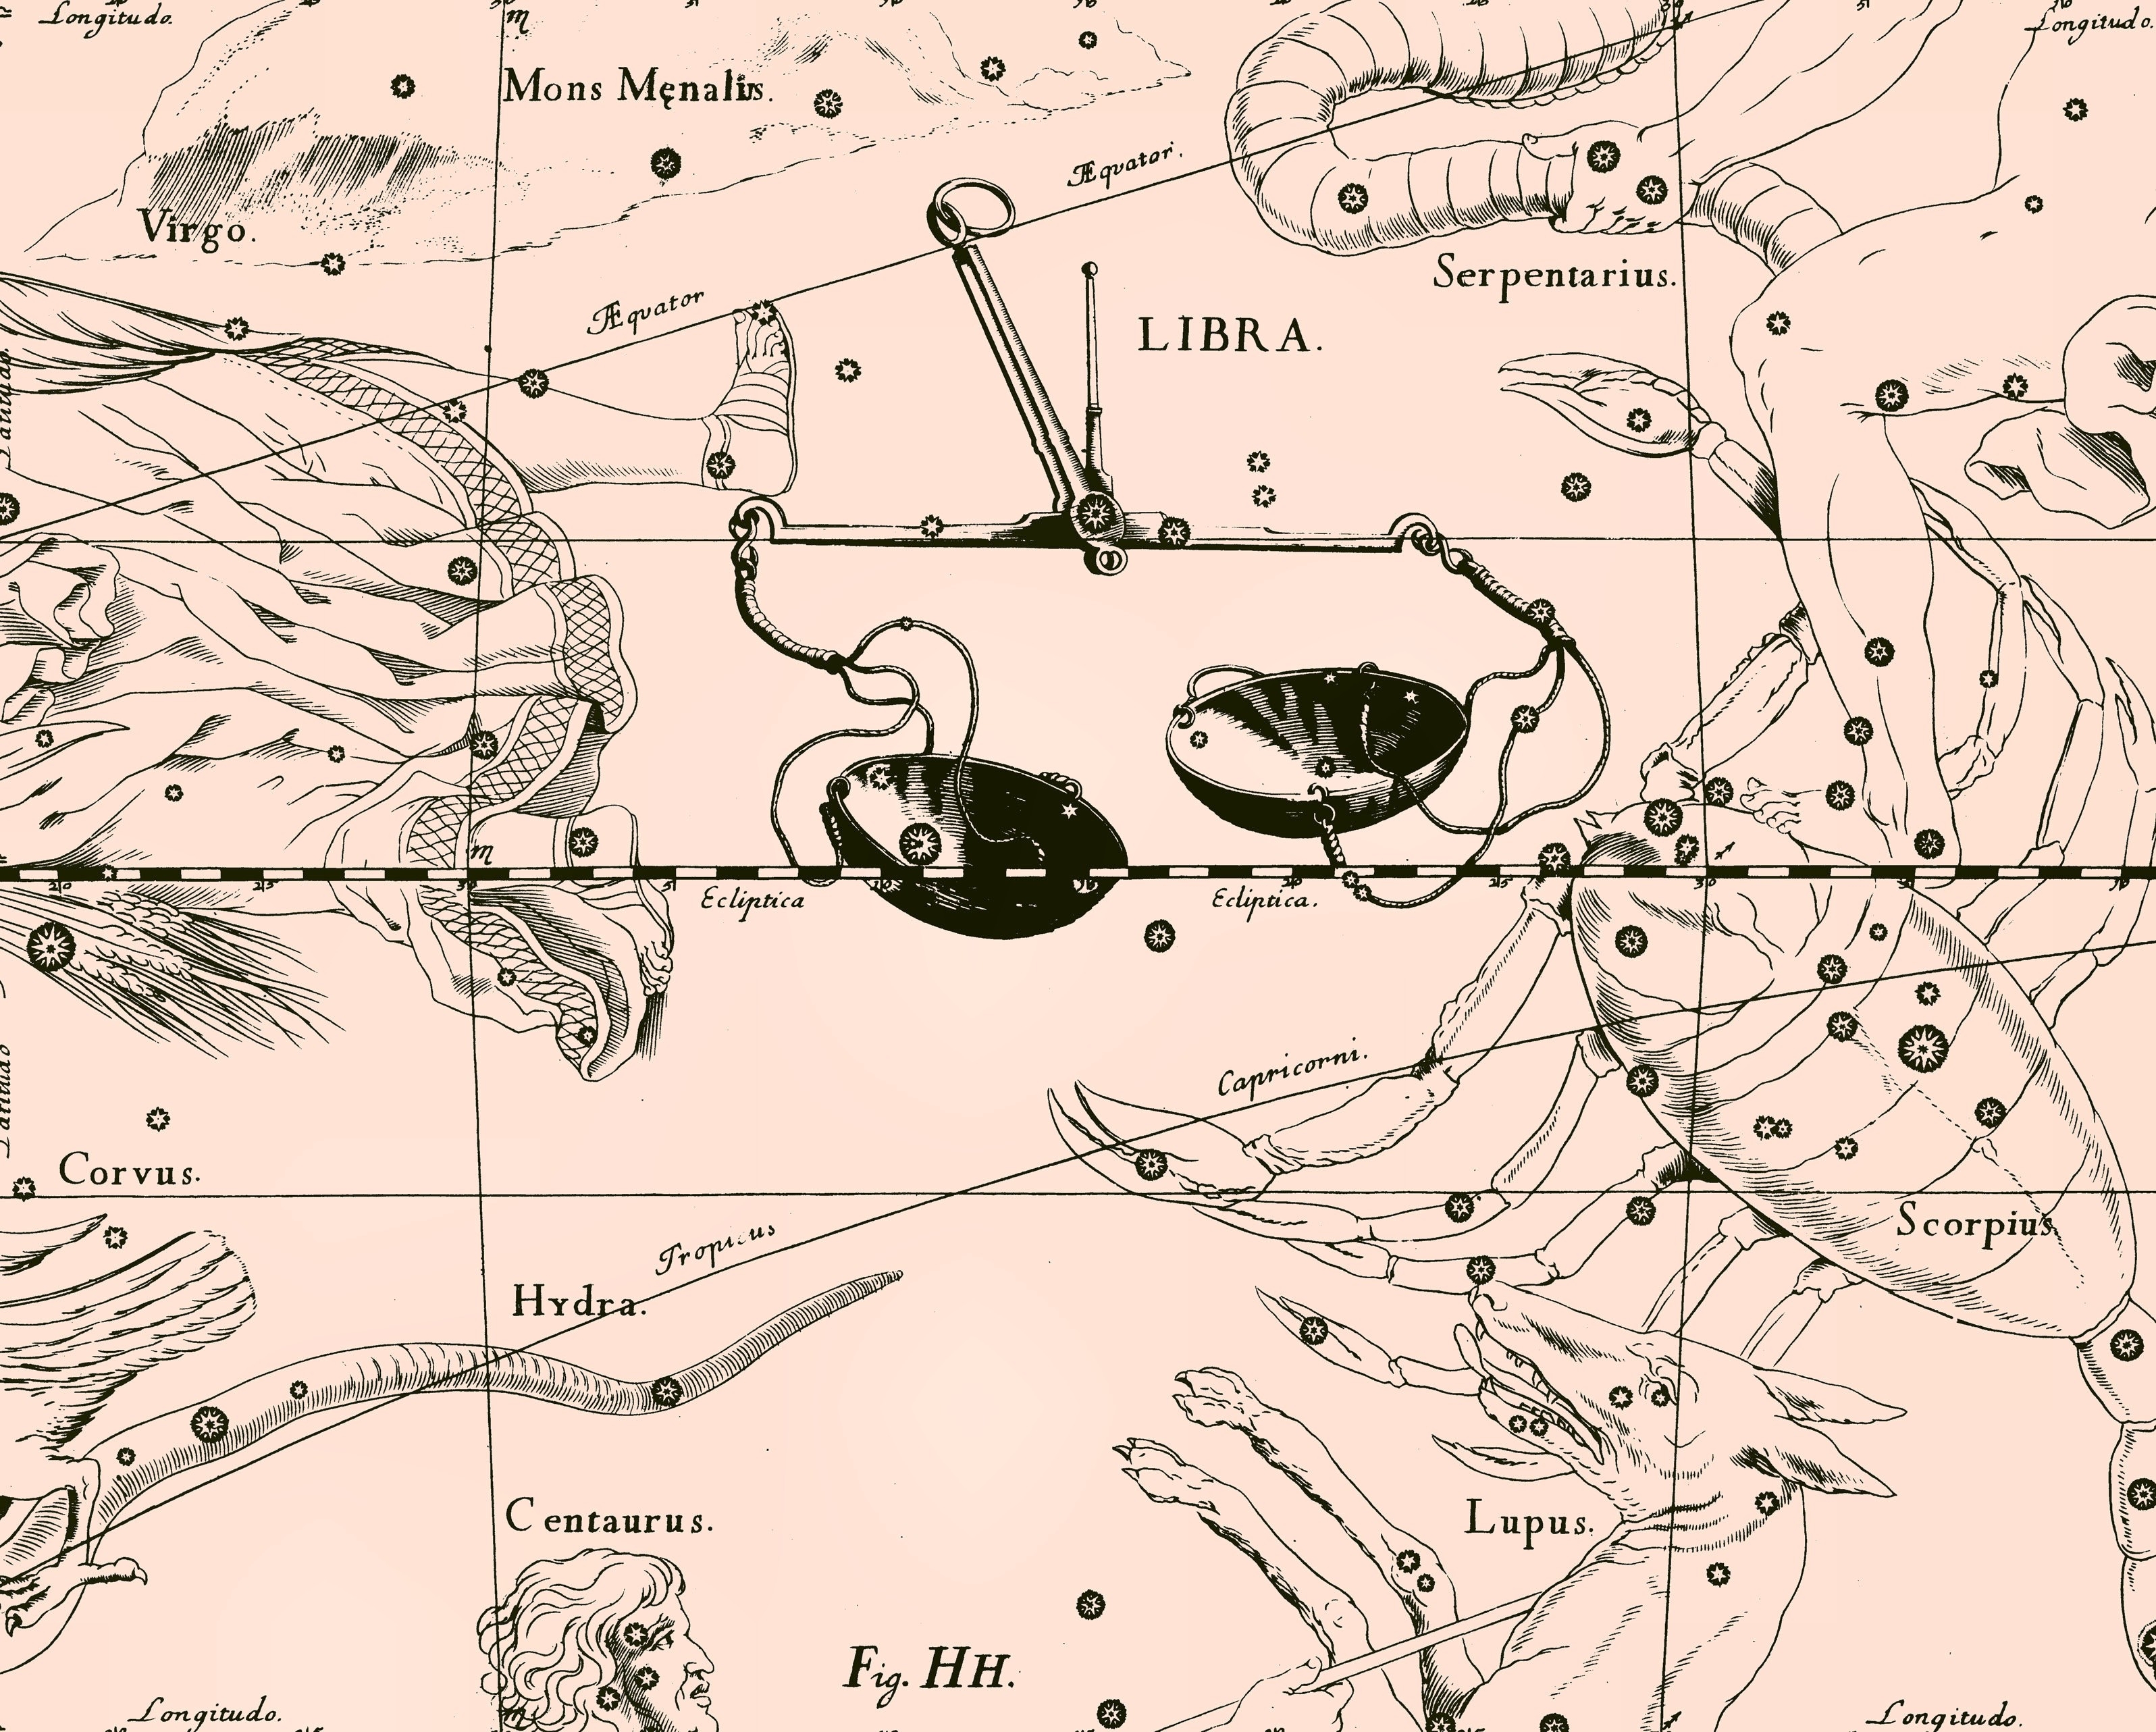 Longitudo.
Longitudo.
Mons Męnalis.
Æquator.
Virgo.
Serpentarius.
Æquator
LIBRA.
Ecliptica
Ecliptica.
Capricorni.
Corvus.
Tropicus
Scorpius
Hydra.
Centaurus.
Lupus.
Fig. HH.
Longitudo.
Longitudo.